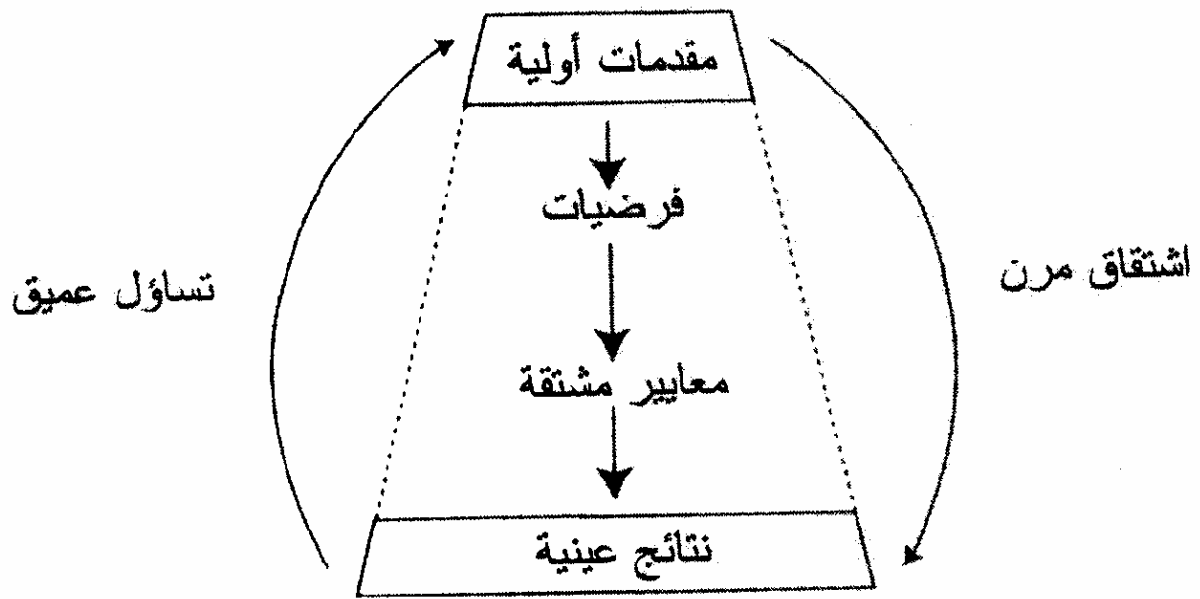 مقدمات أولية
فرضيات
اشتقاق مرن
تساؤل عميق
معايير مشتقة
نتائج عينية